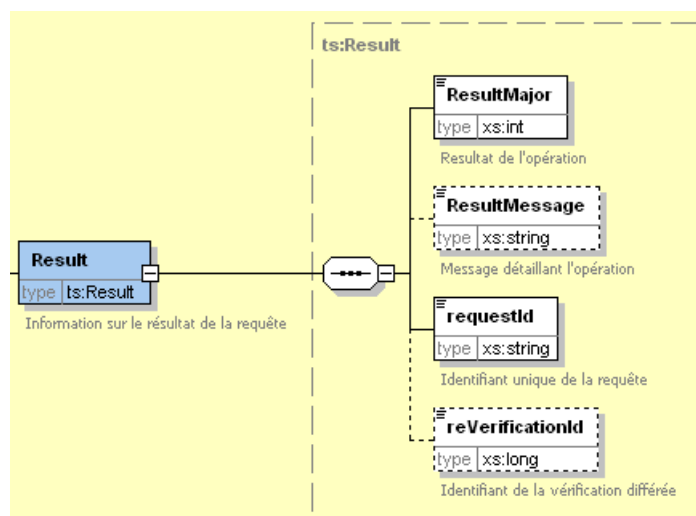 ts:Result
ResultMajor
type xs:int
Resultat de l'opération
ResultMessage
type xs:string
Message détaillant l'opération
Result
type ts:Result
Information sur le résultat de la requête
requestId
type xs:string
Identifiant unique de la requête
reVerificationId
type xs:long
Identifiant de la vérification différée